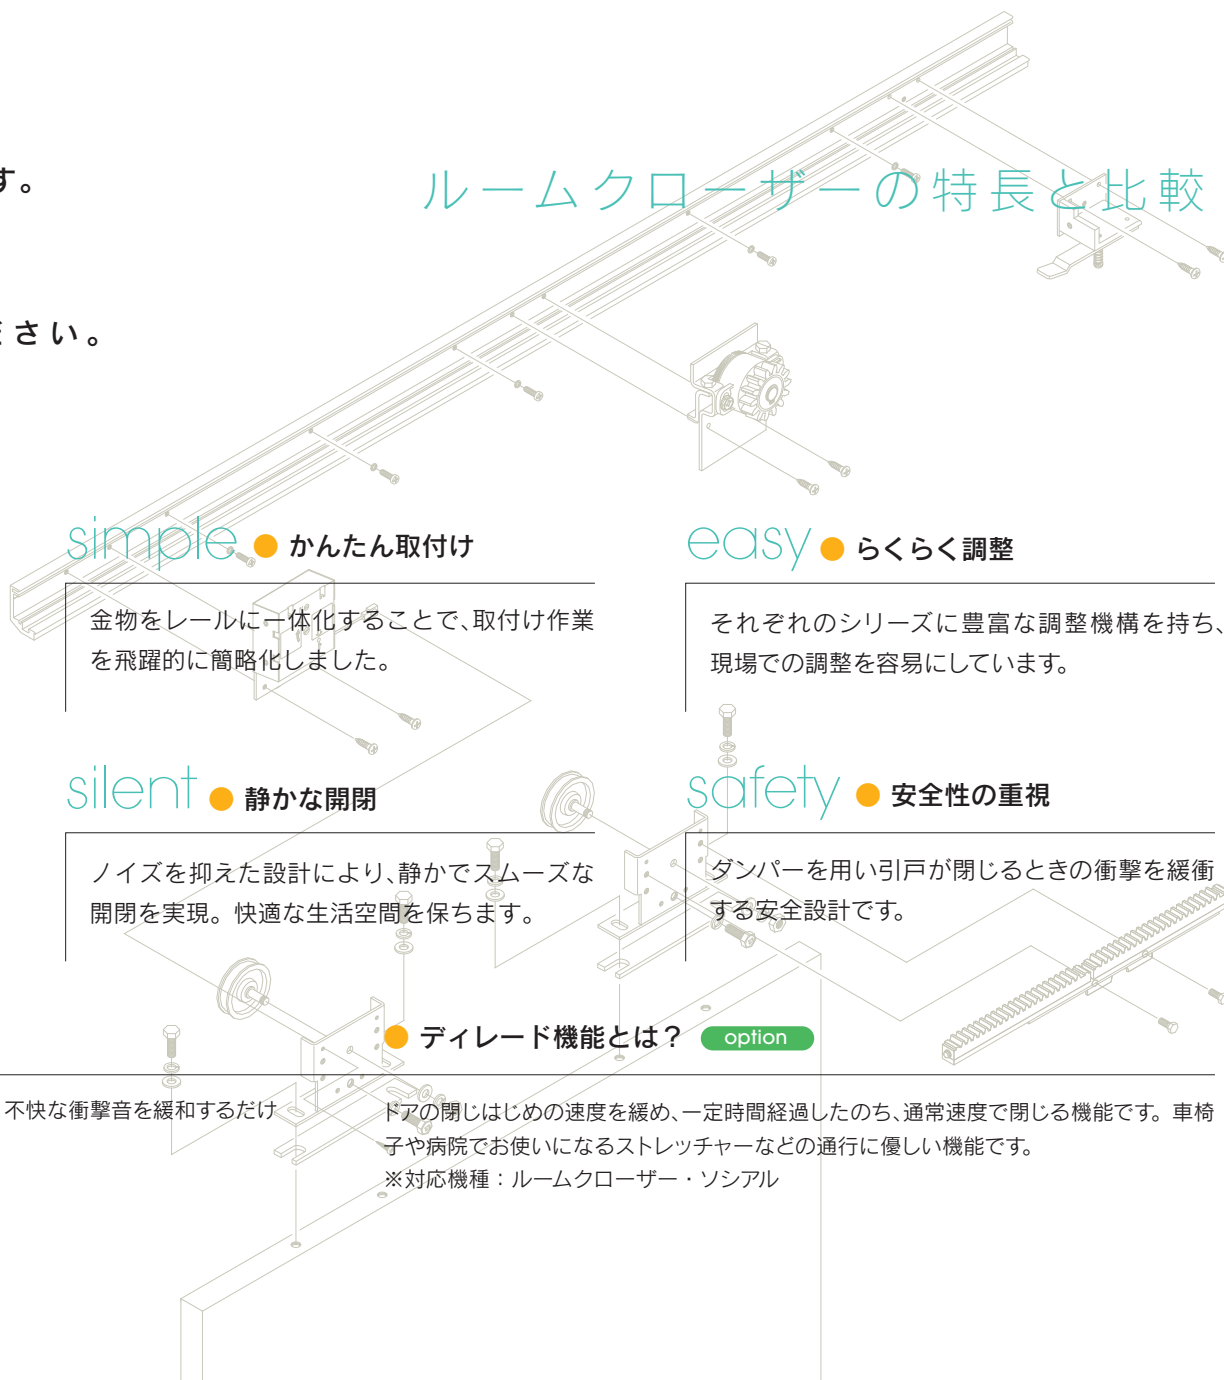 す。
ルームクローザーの特長と比較
ださい。
simple ● かんたん取付け
金物をレールに一体化することで、取付け作業
を飛躍的に簡略化しました。
easy ● らくらく調整
それぞれのシリーズに豊富な調整機構を持ち、
現場での調整を容易にしています。
silent ● 静かな開閉
ノイズを抑えた設計により、静かでスムーズな
開閉を実現。快適な生活空間を保ちます。
safety ● 安全性の重視
ダンパーを用い引戸が閉じるときの衝撃を緩衝
する安全設計です。
● ディレード機能とは？ option
不快な衝撃音を緩和するだけ
ドアの閉じはじめの速度を緩め、一定時間経過したのち、通常速度で閉じる機能です。車椅
子や病院でお使いになるストレッチャーなどの通行に優しい機能です。
※対応機種：ルームクローザー・ソシアル